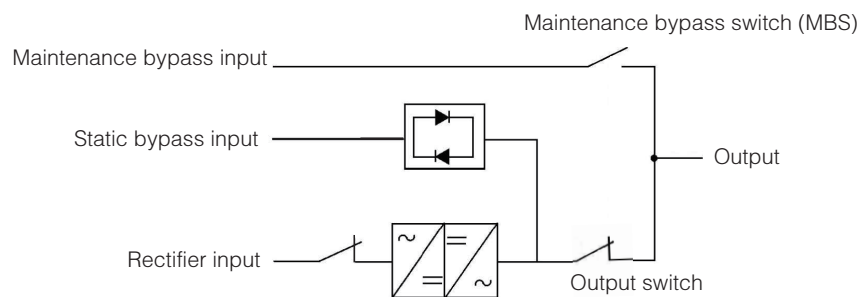 Maintenance bypass switch (MBS)
Maintenance bypass input
Static bypass input
Output
Rectifier input
Output switch